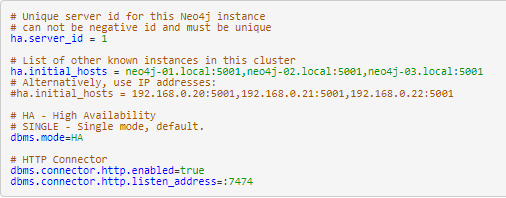 # Unique server id for this Neo4j instance
# can not be negative id and must be unique
ha.server_id = 1
# List of other known instances in this cluster
ha.initial_hosts = neo4j-01.local:5001,neo4j-02.local:5001,neo4j-03.local:5001
# Alternatively, use IP addresses:
#ha.initial_hosts = 192.168.0.20:5001,192.168.0.21:5001,192.168.0.22:5001
# HA - High Availability
# SINGLE - Single mode, default.
dbms.mode=HA
# HTTP Connector
dbms.connector.http.enabled=true
dbms.connector.http.listen_address=:7474